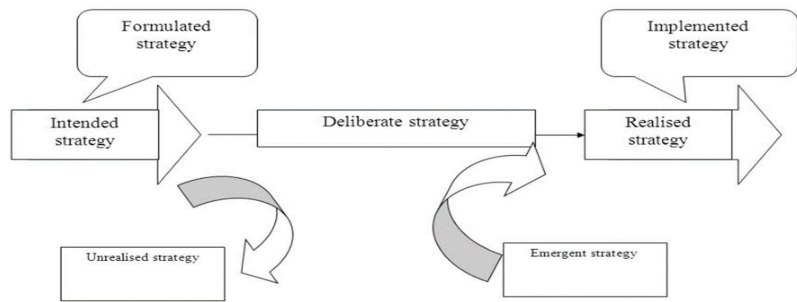 Formulated
strategy
Implemented
strategy
Intended
strategy
Deliberate strategy
Realised
strategy
Unrealised strategy
Emergent strategy